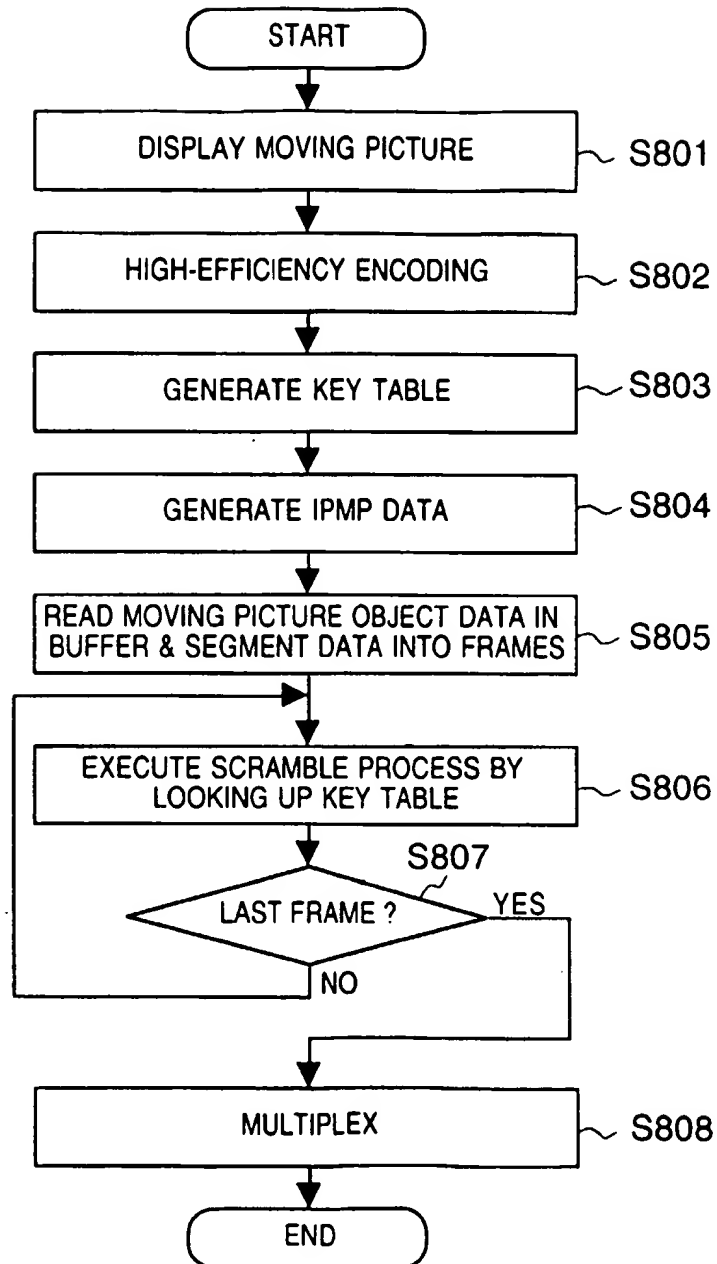 START
DISPLAY MOVING PICTURE
S801
HIGH-EFFICIENCY ENCODING
S802
GENERATE KEY TABLE
S803
GENERATE IPMP DATA
S804
READ MOVING PICTURE OBJECT DATA IN
BUFFER & SEGMENT DATA INTO FRAMES
S805
EXECUTE SCRAMBLE PROCESS BY
LOOKING UP KEY TABLE
S806
S807
LAST FRAME ?
YES
NO
MULTIPLEX
S808
END